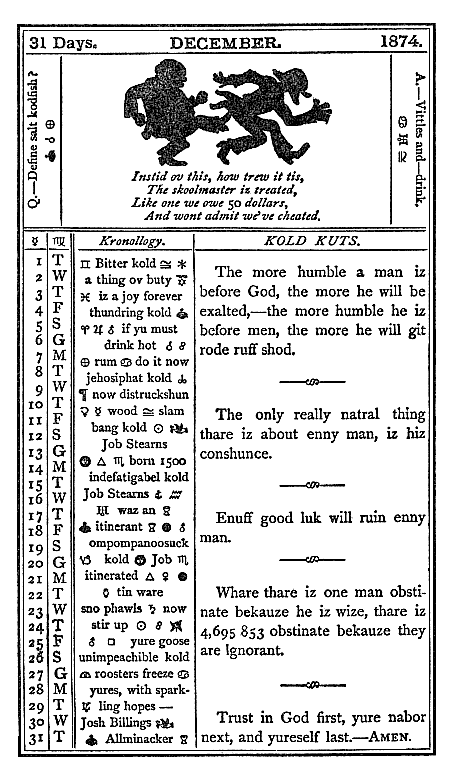 31 Days. DECEMBER. 1874.
Q.—Define salt kodfish?
A.—Vittles and—drink.
Instid ov this, how trew it tis,
The skoolmaster iz treated,
Like one we owe 50 dollars,
And wont admit we've cheated.
☿ ♍ Kronollogy. KOLD KUTS.
1 T ♊ Bitter kold ♎ *
2 W a thing ov buty
3 T ♓ iz a joy forever
4 F thundring kold
5 S ♈ ♃ ♂ if yu must
6 G drink hot
7 M ⊕ rum ♋ do it now
8 T jehosiphat kold
9 W ¶ now distruckshun
10 T ♀ ☿ wood ♎ slam
11 F bang kold ☉
12 S Job Stearns
13 G △ ♏ born 1500
14 M indefatigabel kold
15 T Job Stearns
16 W waz an
17 T itinerant
18 F ompompanoosuck
19 S kold Job ♏
20 G itinerated △ ♀
21 M tin ware
22 T sno phawls now
23 W stir up ☉
24 T yure goose
25 F unimpeachible kold
26 S roosters freeze ♋
27 G yures, with spark-
28 M ling hopes —
29 T Josh Billings
30 W Allminacker
31 T
The more humble a man iz
before God, the more he will be
exalted,—the more humble he iz
before men, the more he will git
rode ruff shod.
The only really natral thing
thare iz about enny man, iz hiz
conshunce.
Enuff good luk will ruin enny
man.
Whare thare iz one man obsti-
nate bekauze he iz wize, thare iz
4,695 853 obstinate bekauze they
are Ignorant.
Trust in God first, yure nabor
next, and yureself last.—AMEN.